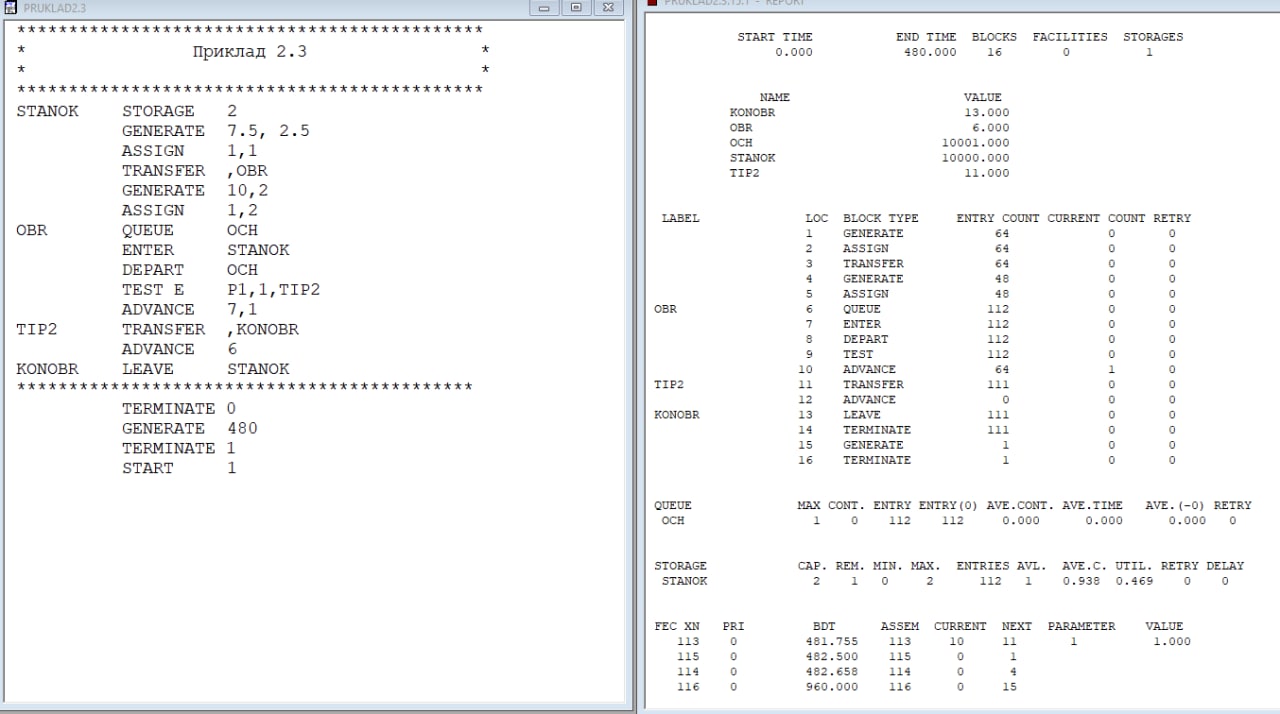 PRUKLAD2.3
*********************************************
* Приклад 2.3 *
* *
*********************************************
STANOK STORAGE 2
GENERATE 7.5, 2.5
ASSIGN 1,1
TRANSFER ,OBR
GENERATE 10,2
ASSIGN 1,2
OBR QUEUE OCH
ENTER STANOK
DEPART OCH
TEST E P1,1,TIP2
ADVANCE 7,1
TIP2 TRANSFER ,KONOBR
ADVANCE 6
KONOBR LEAVE STANOK
********************************************
TERMINATE 0
GENERATE 480
TERMINATE 1
START 1
PRUKLAD2.3.15.1 - REPORT
START TIME END TIME BLOCKS FACILITIES STORAGES
0.000 480.000 16 0 1
NAME VALUE
KONOBR 13.000
OBR 6.000
OCH 10001.000
STANOK 10000.000
TIP2 11.000
LABEL LOC BLOCK TYPE ENTRY COUNT CURRENT COUNT RETRY
1 GENERATE 64 0 0
2 ASSIGN 64 0 0
3 TRANSFER 64 0 0
4 GENERATE 48 0 0
5 ASSIGN 48 0 0
OBR 6 QUEUE 112 0 0
7 ENTER 112 0 0
8 DEPART 112 0 0
9 TEST 112 0 0
10 ADVANCE 64 1 0
TIP2 11 TRANSFER 111 0 0
12 ADVANCE 0 0 0
KONOBR 13 LEAVE 111 0 0
14 TERMINATE 111 0 0
15 GENERATE 1 0 0
16 TERMINATE 1 0 0
QUEUE MAX CONT. ENTRY ENTRY(0) AVE.CONT. AVE.TIME AVE.(-0) RETRY
OCH 1 0 112 112 0.000 0.000 0.000 0
STORAGE CAP. REM. MIN. MAX. ENTRIES AVL. AVE.C. UTIL. RETRY DELAY
STANOK 2 1 0 2 112 1 0.938 0.469 0 0
FEC XN PRI BDT ASSEM CURRENT NEXT PARAMETER VALUE
113 0 481.755 113 10 11 1 1.000
115 0 482.500 115 0 1
114 0 482.658 114 0 4
116 0 960.000 116 0 15